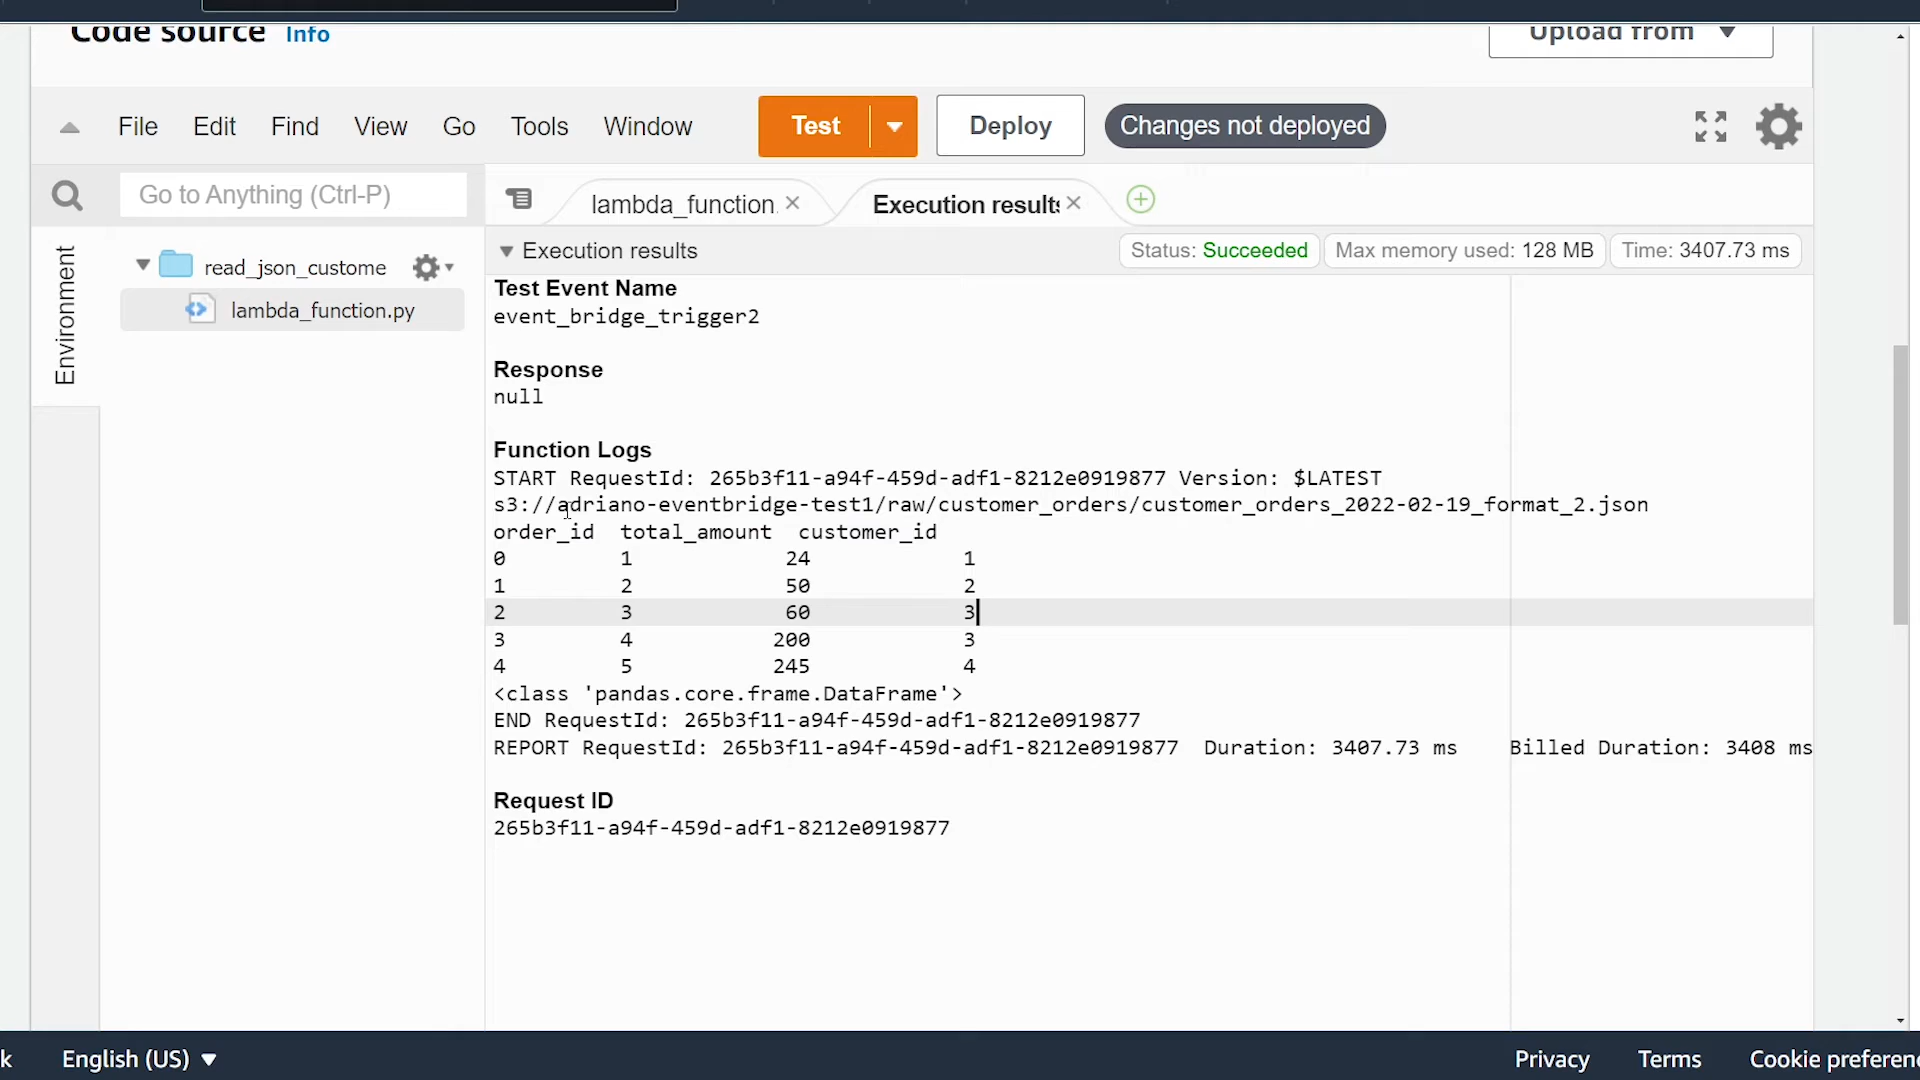 Code source Info
Upload from
File Edit Find View Go Tools Window Test Deploy Changes not deployed
Go to Anything (Ctrl-P)
lambda_function.
Execution results
Environment
read_json_custome
lambda_function.py
Execution results
Status: Succeeded Max memory used: 128 MB Time: 3407.73 ms
Test Event Name
event_bridge_trigger2
Response
null
Function Logs
START RequestId: 265b3f11-a94f-459d-adf1-8212e0919877 Version: $LATEST
s3://adriano-eventbridge-test1/raw/customer_orders/customer_orders_2022-02-19_format_2.json
order_id total_amount customer_id
0 1 24 1
1 2 50 2
2 3 60 3
3 4 200 3
4 5 245 4
<class 'pandas.core.frame.DataFrame'>
END RequestId: 265b3f11-a94f-459d-adf1-8212e0919877
REPORT RequestId: 265b3f11-a94f-459d-adf1-8212e0919877 Duration: 3407.73 ms Billed Duration: 3408 ms
Request ID
265b3f11-a94f-459d-adf1-8212e0919877
k English (US) Privacy Terms Cookie preferen